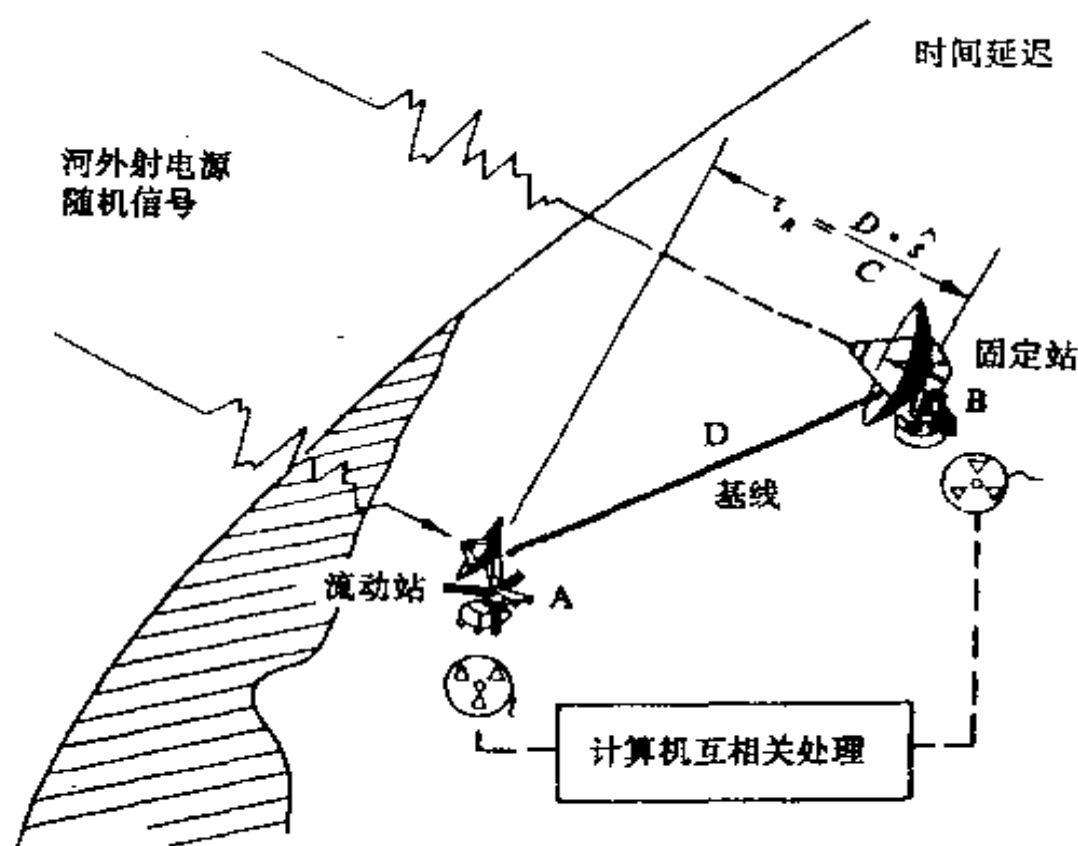 时间延迟
河外射电源
随机信号
τ_R = D · ŝ / C
固定站
B
D
基线
流动站
A
计算机互相关处理